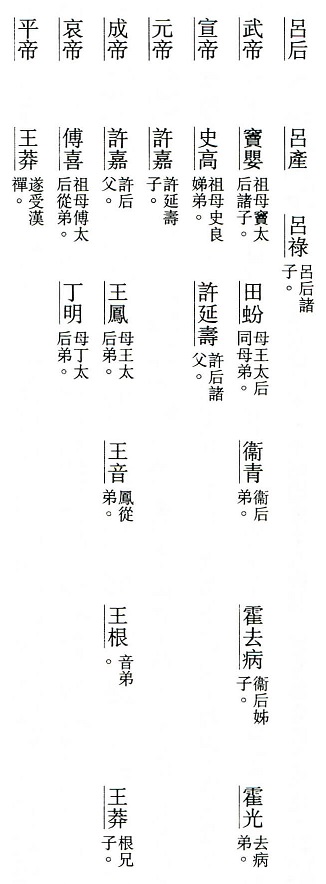 呂后　呂產　呂祿呂后諸子。
武帝　竇嬰祖母竇太后諸子。　田蚡母王太后同母弟。　衞青衞后弟。　霍去病衞后姊子。　霍光去病弟。
宣帝　史高祖母史良娣弟。　許延壽許后諸父。
元帝　許嘉許延壽子。
成帝　許嘉許后父。　王鳳母王太后弟。　王音鳳從弟。　王根音弟。　王莽根兄子。
哀帝　傅喜祖母傅太后從弟。　丁明母丁太后弟。
平帝　王莽遂受漢禪。